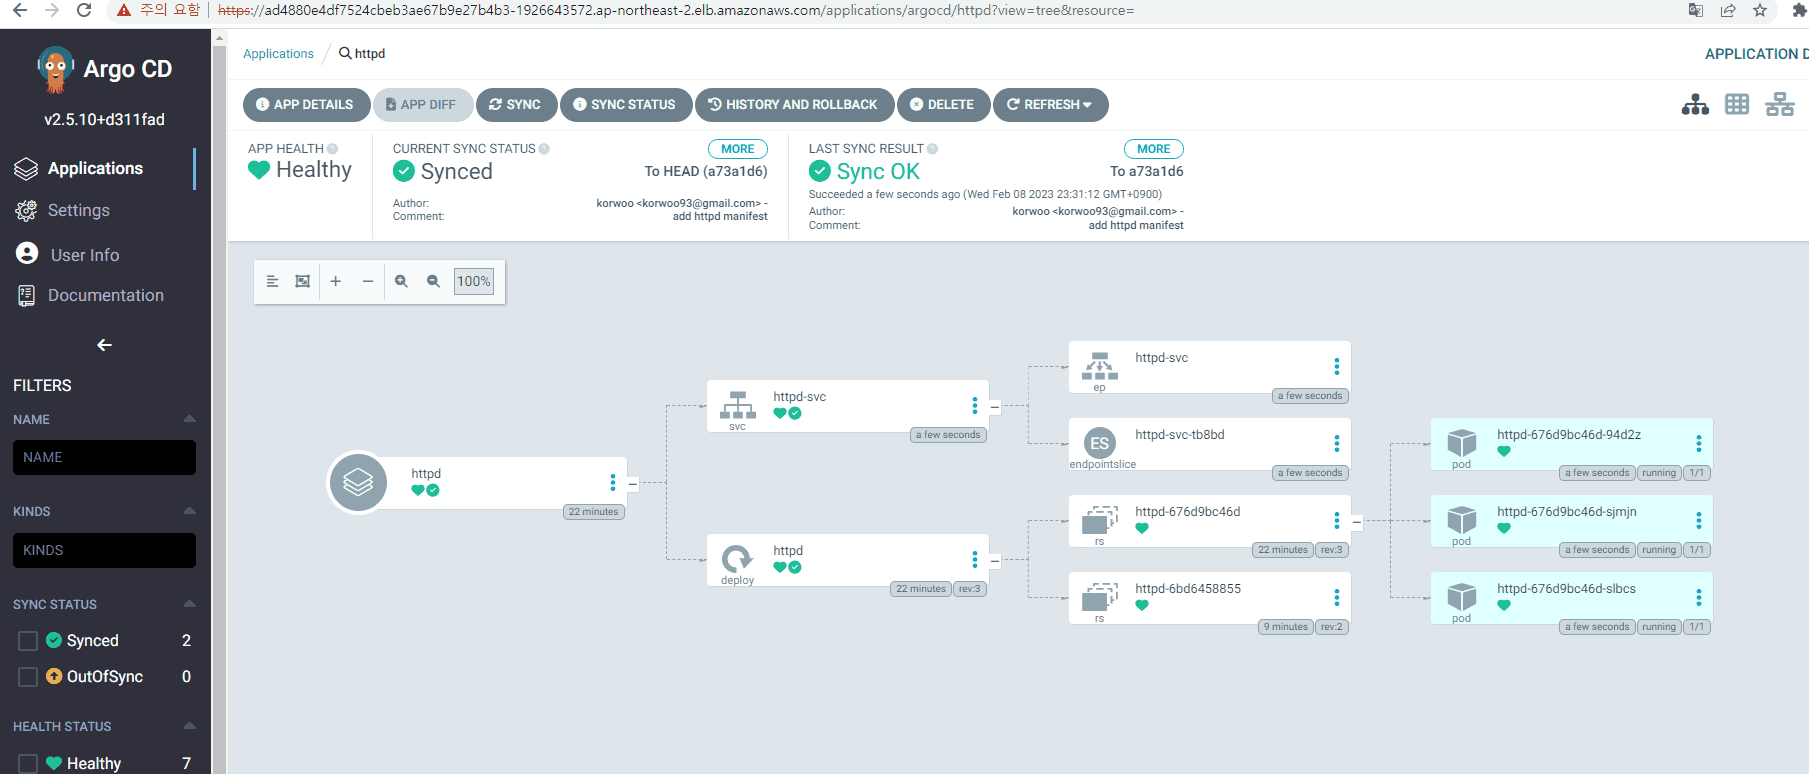 주의 요함 https://ad4880e4df7524cbeb3ae67b9e27b4b3-1926643572.ap-northeast-2.elb.amazonaws.com/applications/argocd/httpd?view=tree&resource=
Argo CD
v2.5.10+d311fad
Applications
Settings
User Info
Documentation
FILTERS
NAME
NAME
KINDS
KINDS
SYNC STATUS
Synced 2
OutOfSync 0
HEALTH STATUS
Healthy 7
Applications / httpd
APPLICATION D
APP DETAILS APP DIFF SYNC SYNC STATUS HISTORY AND ROLLBACK DELETE REFRESH
APP HEALTH
Healthy
CURRENT SYNC STATUS MORE
Synced To HEAD (a73a1d6)
Author: korwoo <korwoo93@gmail.com> -
Comment: add httpd manifest
LAST SYNC RESULT MORE
Sync OK To a73a1d6
Succeeded a few seconds ago (Wed Feb 08 2023 23:31:12 GMT+0900)
Author: korwoo <korwoo93@gmail.com> -
Comment: add httpd manifest
100%
httpd
22 minutes
httpd-svc
svc
a few seconds
httpd
deploy
22 minutes rev:3
httpd-svc
ep
a few seconds
ES
httpd-svc-tb8bd
endpointslice
a few seconds
httpd-676d9bc46d
rs
22 minutes rev:3
httpd-6bd6458855
rs
9 minutes rev:2
httpd-676d9bc46d-94d2z
pod
a few seconds running 1/1
httpd-676d9bc46d-sjmjn
pod
a few seconds running 1/1
httpd-676d9bc46d-slbcs
pod
a few seconds running 1/1